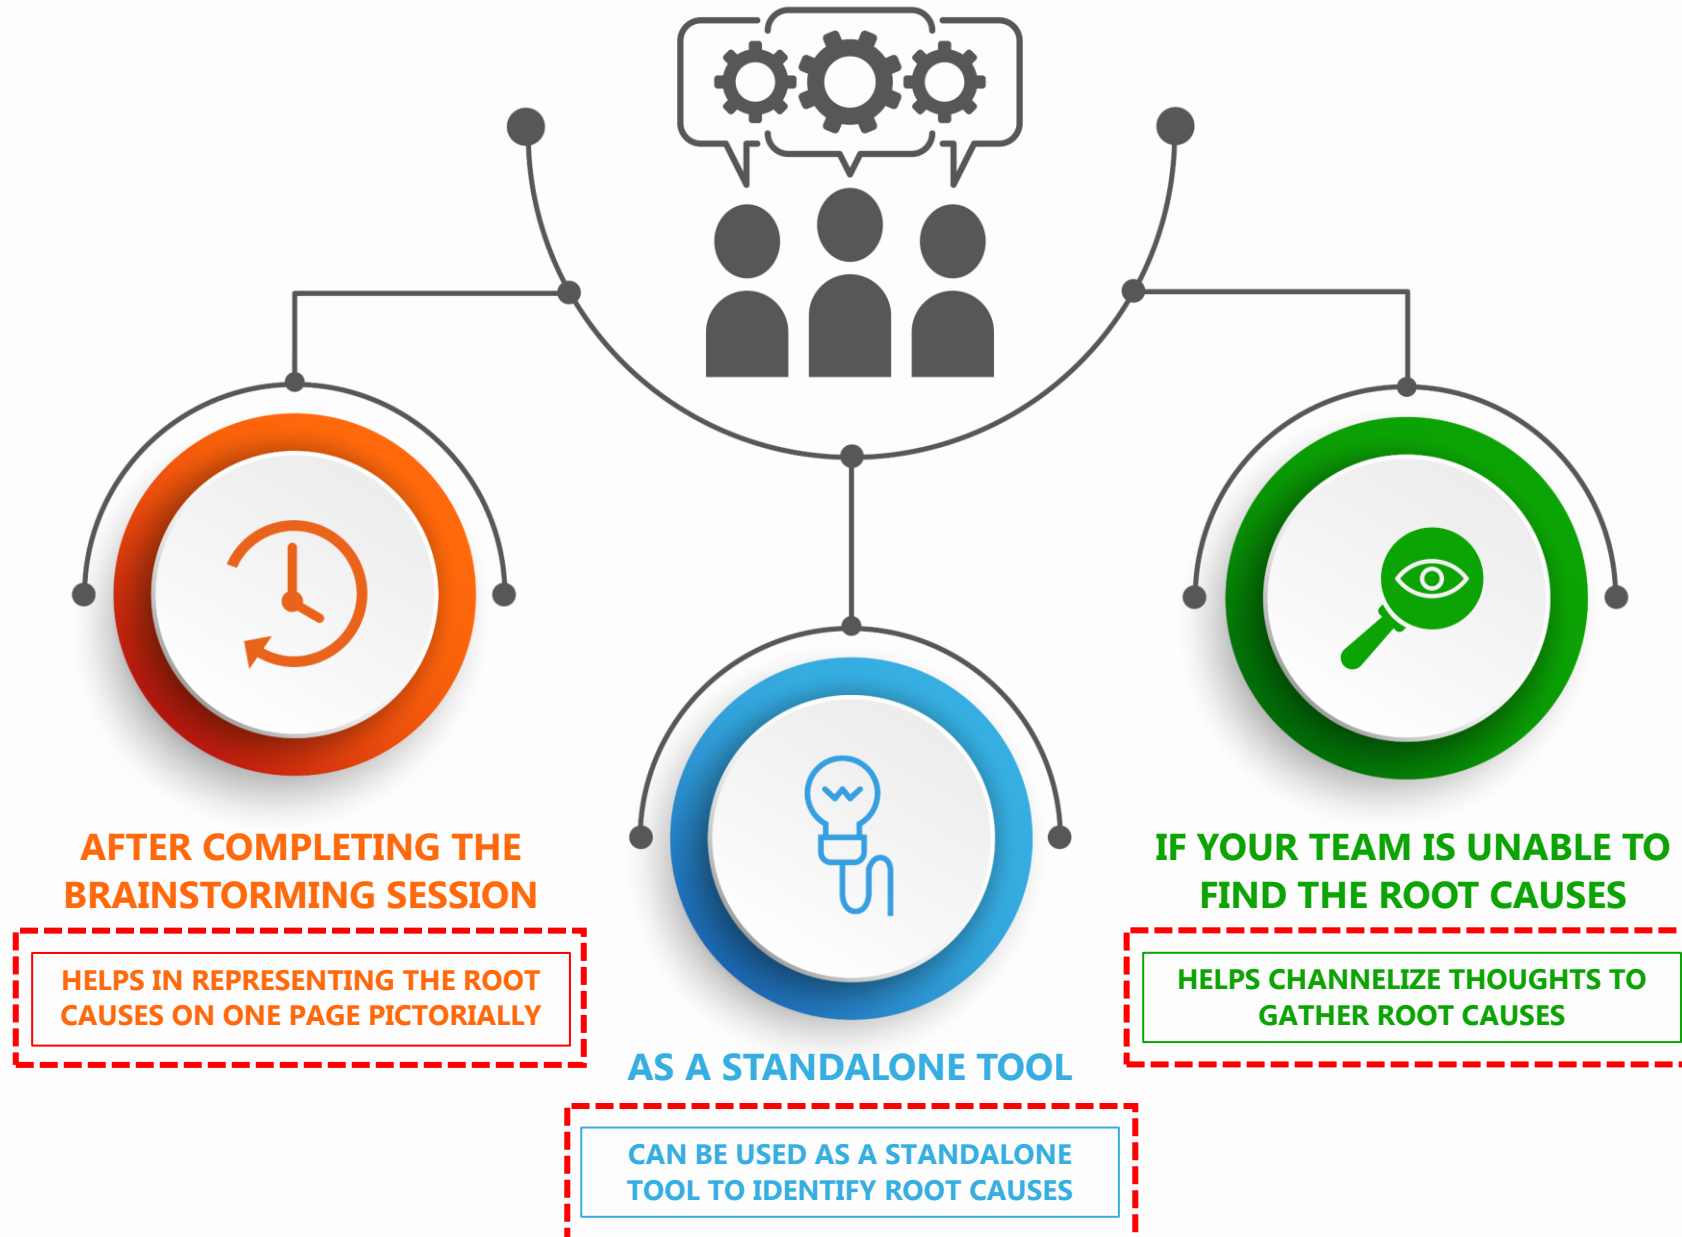 AFTER COMPLETING THE
BRAINSTORMING SESSION
HELPS IN REPRESENTING THE ROOT
CAUSES ON ONE PAGE PICTORIALLY
AS A STANDALONE TOOL
CAN BE USED AS A STANDALONE
TOOL TO IDENTIFY ROOT CAUSES
IF YOUR TEAM IS UNABLE TO
FIND THE ROOT CAUSES
HELPS CHANNELIZE THOUGHTS TO
GATHER ROOT CAUSES